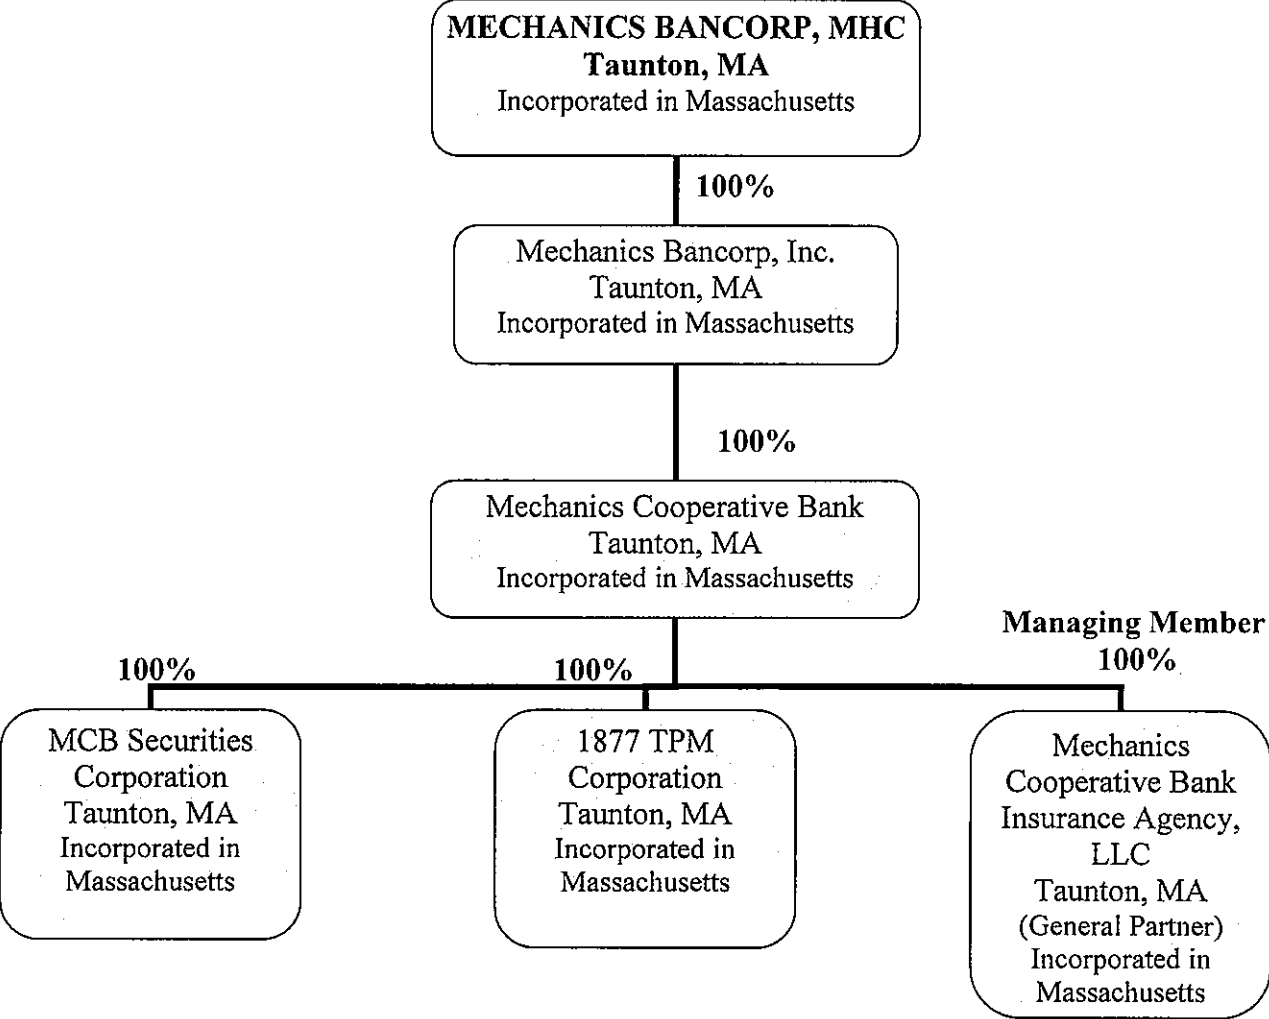 MECHANICS BANCORP, MHC
Taunton, MA
Incorporated in Massachusetts
100%
Mechanics Bancorp, Inc.
Taunton, MA
Incorporated in Massachusetts
100%
Mechanics Cooperative Bank
Taunton, MA
Incorporated in Massachusetts
100%
MCB Securities
Corporation
Taunton, MA
Incorporated in
Massachusetts
100%
1877 TPM
Corporation
Taunton, MA
Incorporated in
Massachusetts
Managing Member
100%
Mechanics
Cooperative Bank
Insurance Agency,
LLC
Taunton, MA
(General Partner)
Incorporated in
Massachusetts